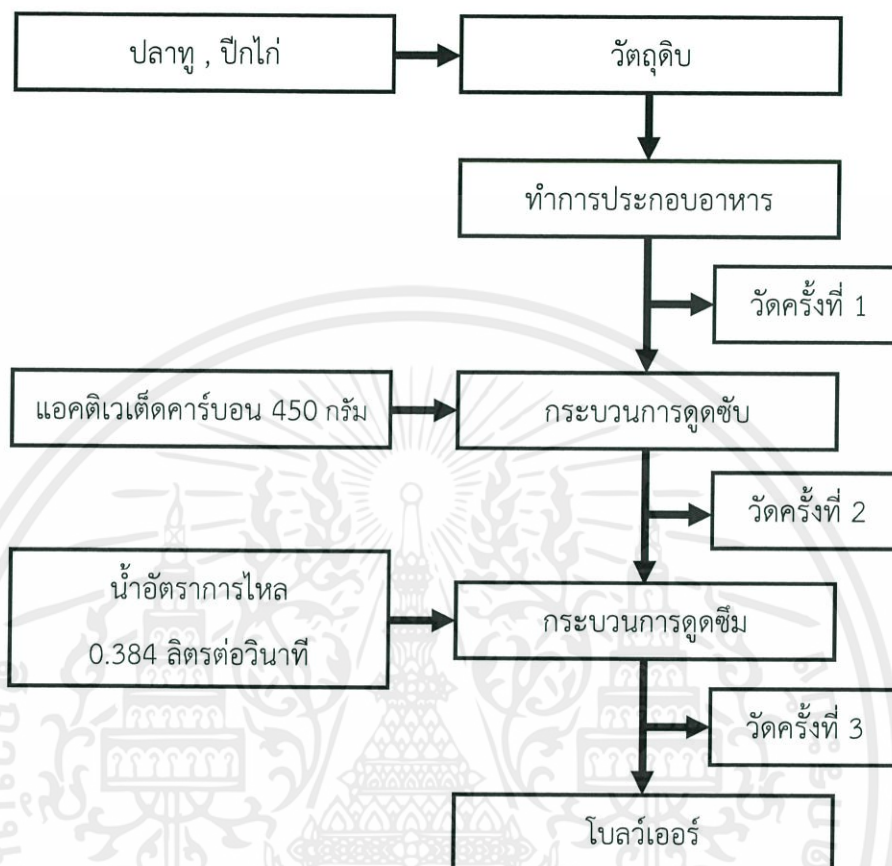 ปลาทู , ปีกไก่
วัตถุดิบ
ทำการประกอบอาหาร
วัดครั้งที่ 1
แอคติเวเต็ดคาร์บอน 450 กรัม
กระบวนการดูดซับ
วัดครั้งที่ 2
น้ำอัตราการไหล
0.384 ลิตรต่อวินาที
กระบวนการดูดซึม
วัดครั้งที่ 3
โบลว์เออร์